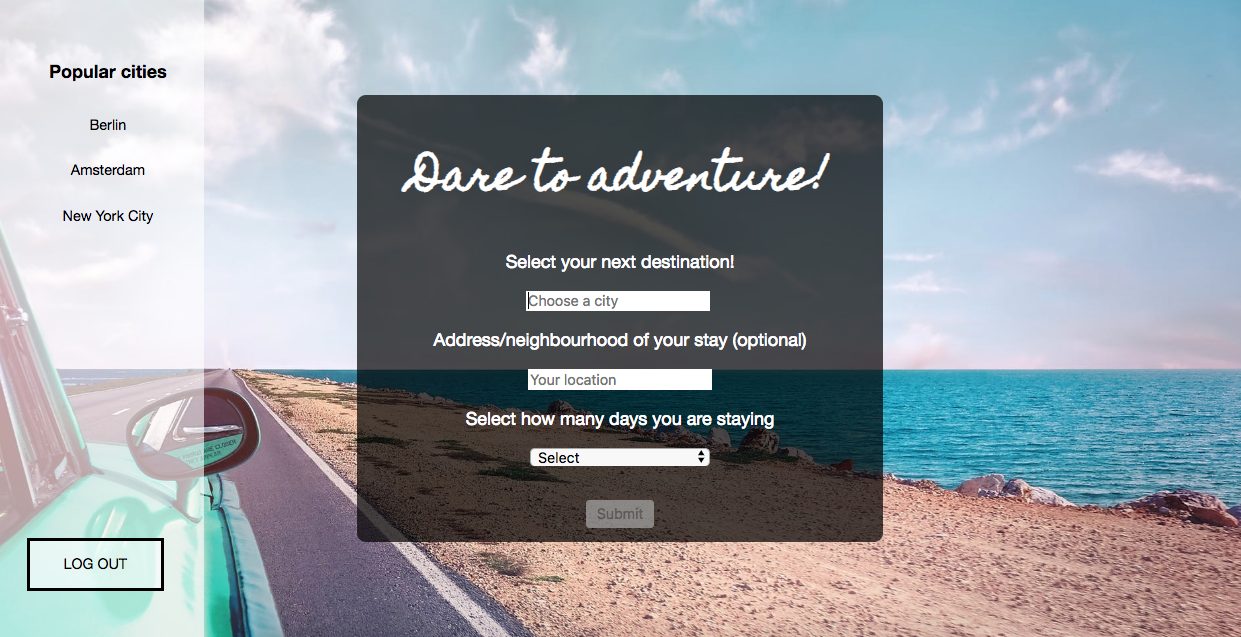 Popular cities
Berlin
Amsterdam
New York City
LOG OUT
Dare to adventure!
Select your next destination!
Choose a city
Address/neighbourhood of your stay (optional)
Your location
Select how many days you are staying
Select
Submit